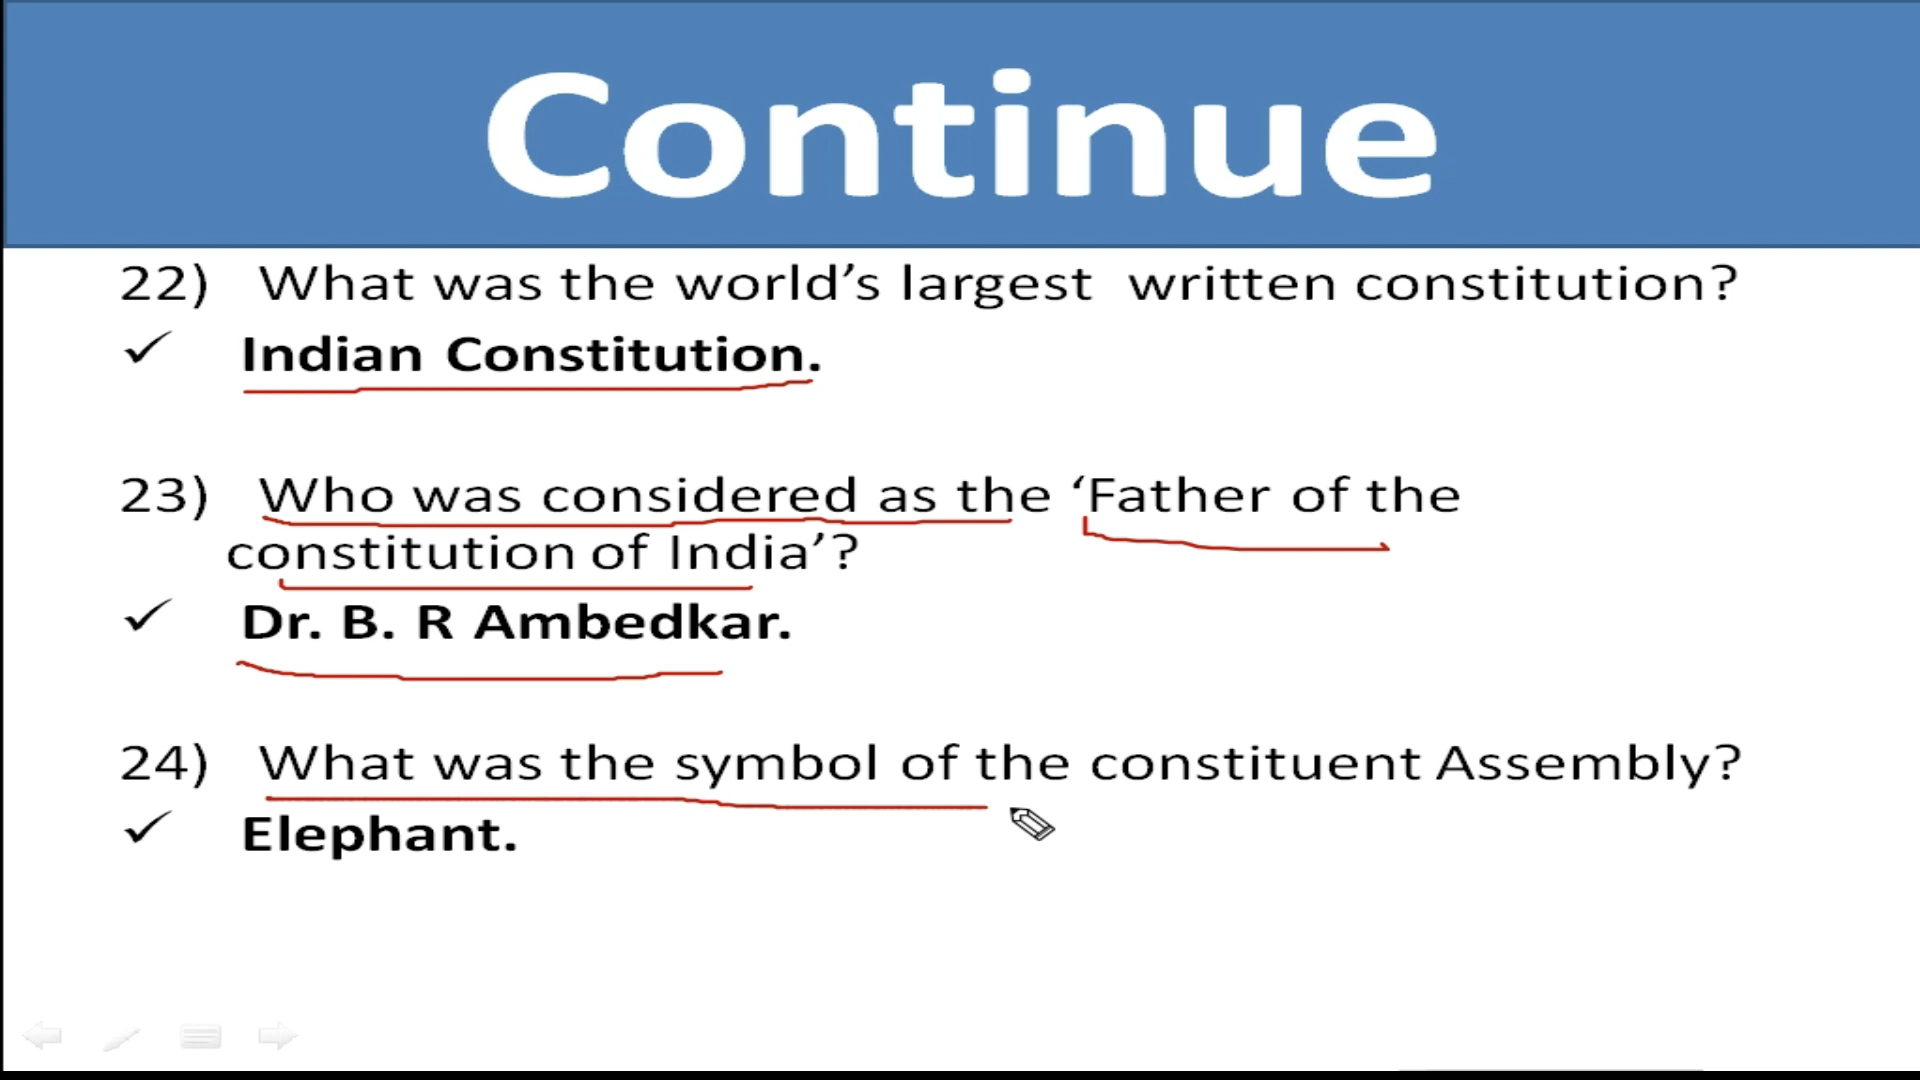 Continue
22) What was the world’s largest written constitution?
✓ Indian Constitution.
23) Who was considered as the ‘Father of the
constitution of India’?
✓ Dr. B. R Ambedkar.
24) What was the symbol of the constituent Assembly?
✓ Elephant.